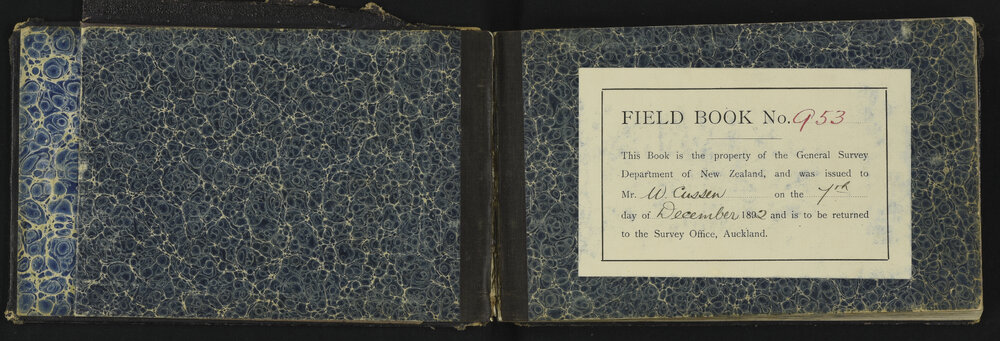 FIELD BOOK No. 953
This Book is the property of the General Survey
Department of New Zealand, and was issued to
Mr. W. Cussen on the 7th
day of December 1892 and is to be returned
to the Survey Office, Auckland.